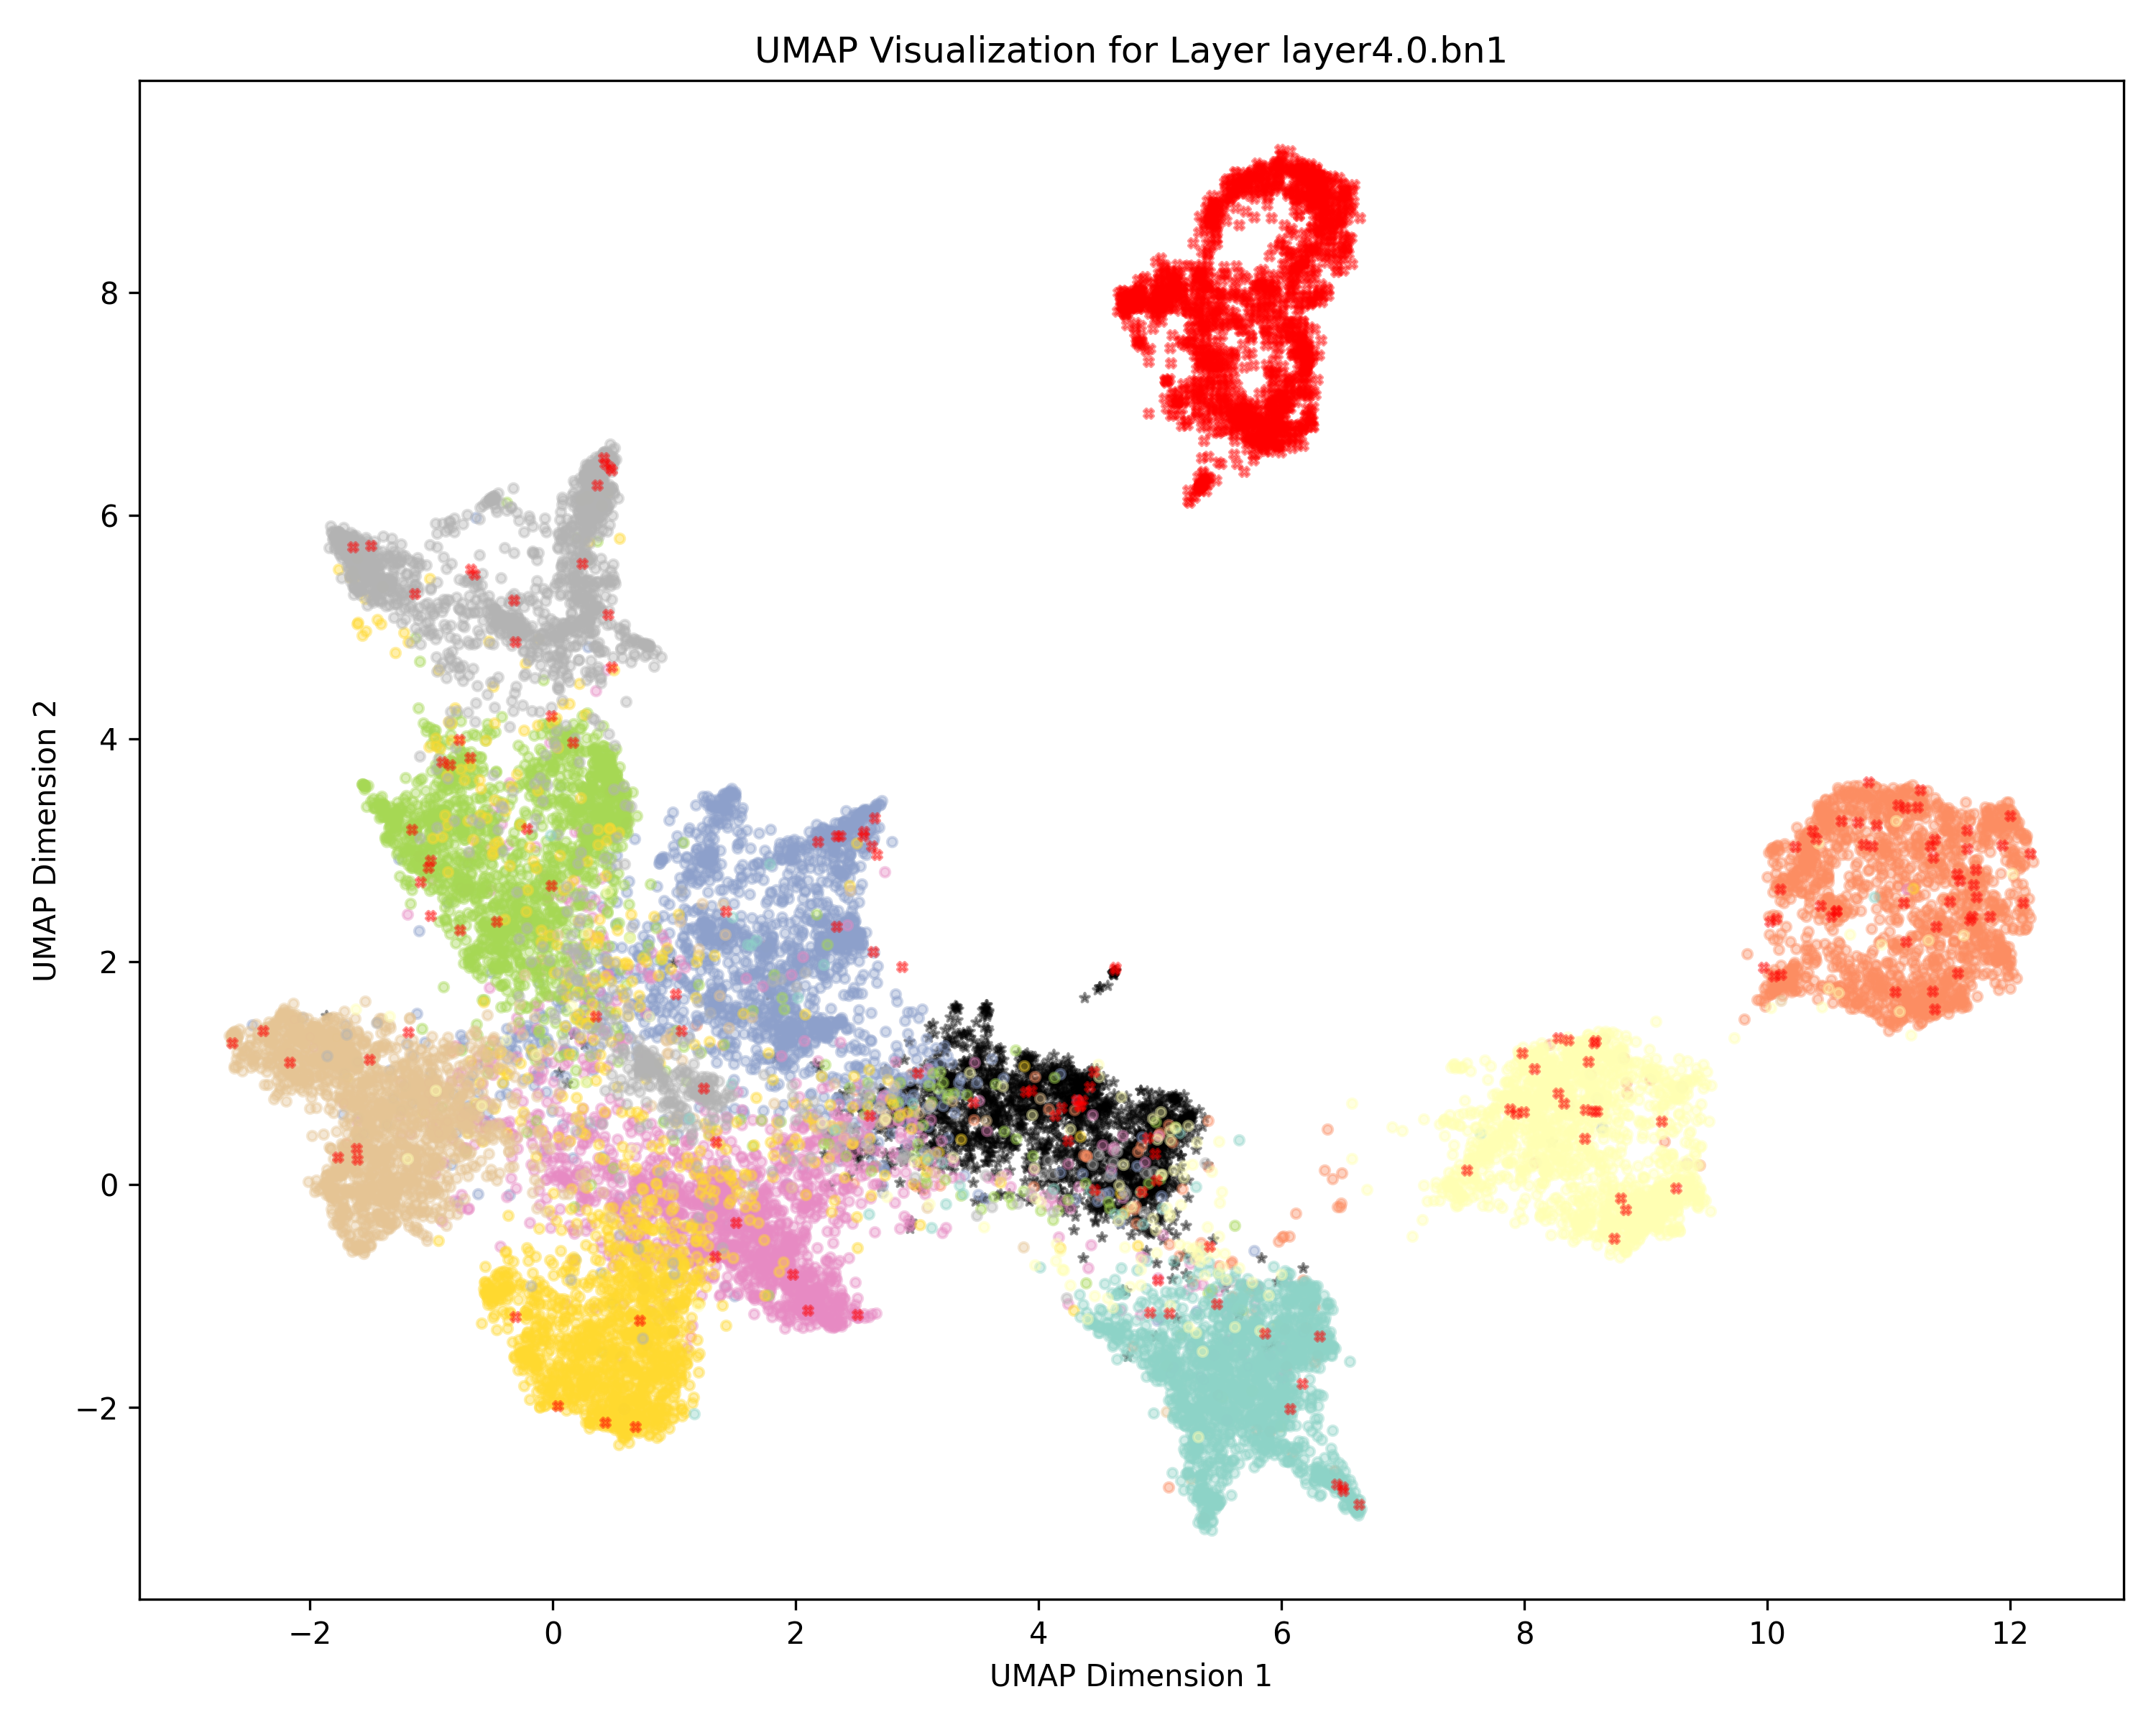 UMAP Visualization for Layer layer4.0.bn1
UMAP Dimension 2
8
6
4
2
0
−2
−2 0 2 4 6 8 10 12
UMAP Dimension 1